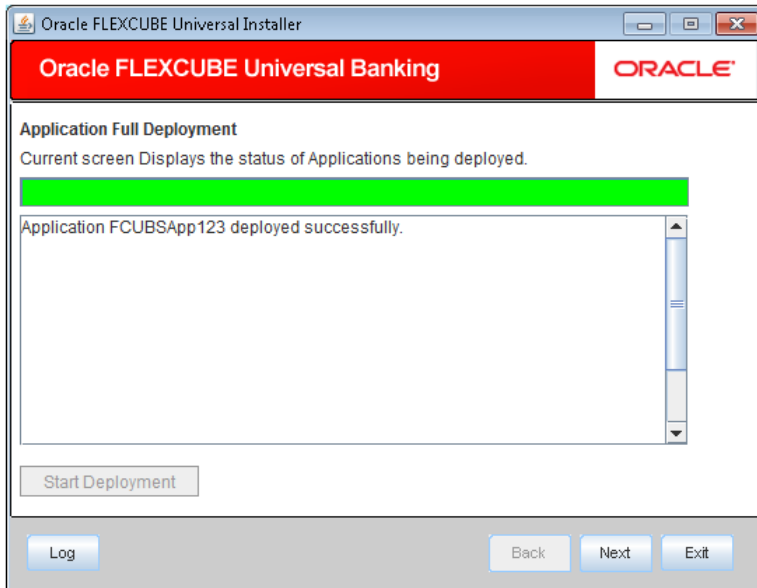 Oracle FLEXCUBE Universal Installer
Oracle FLEXCUBE Universal Banking
ORACLE
Application Full Deployment
Current screen Displays the status of Applications being deployed.
Application FCUBSApp123 deployed successfully.
Start Deployment
Log
Back
Next
Exit